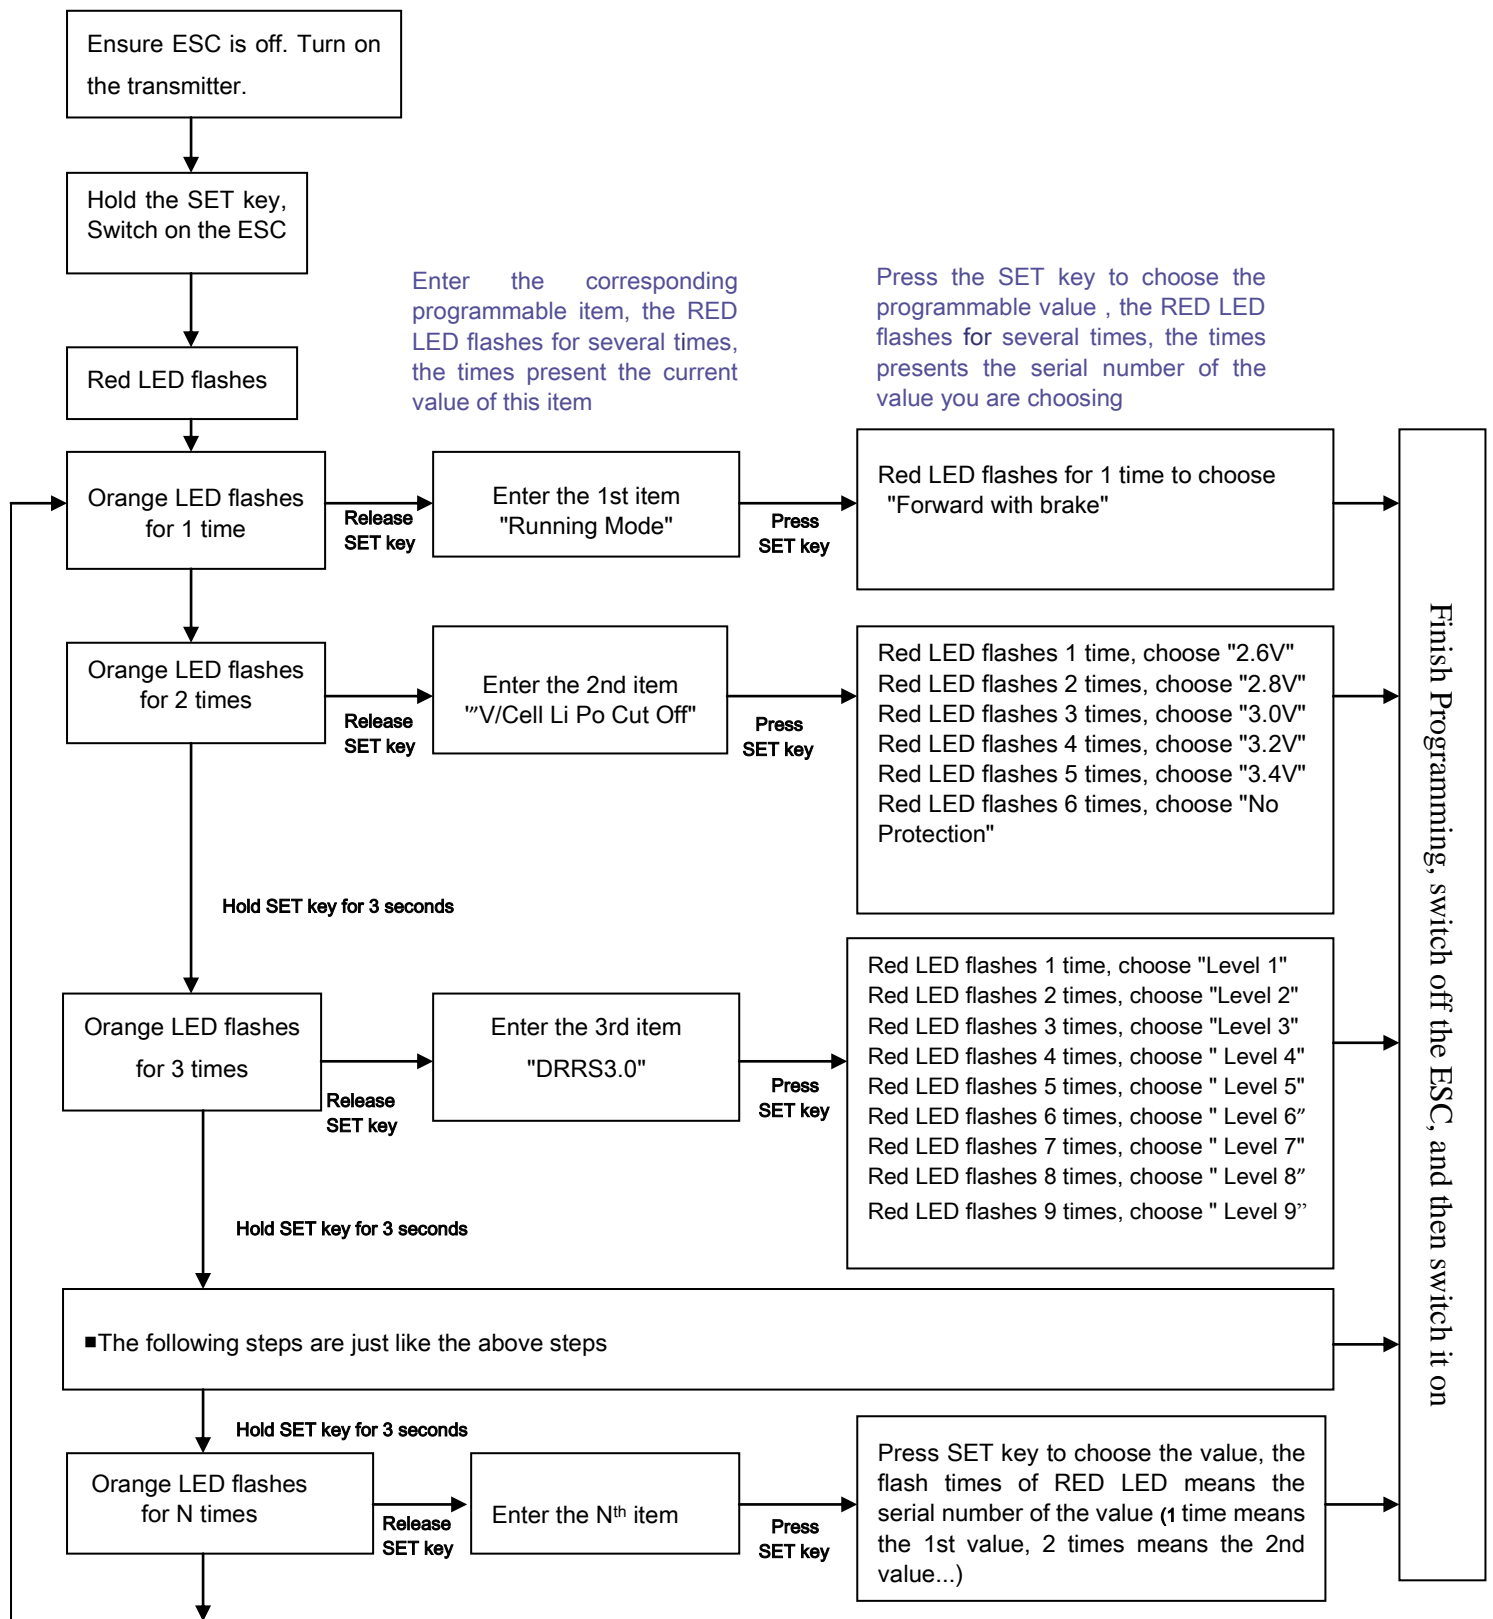 Ensure ESC is off. Turn on
the transmitter.
Hold the SET key,
Switch on the ESC
Red LED flashes
Enter the corresponding
programmable item, the RED
LED flashes for several times,
the times present the current
value of this item
Press the SET key to choose the
programmable value , the RED LED
flashes for several times, the times
presents the serial number of the
value you are choosing
Orange LED flashes
for 1 time
Release
SET key
Enter the 1st item
"Running Mode"
Press
SET key
Red LED flashes for 1 time to choose
"Forward with brake"
Orange LED flashes
for 2 times
Release
SET key
Enter the 2nd item
"”V/Cell Li Po Cut Off"
Press
SET key
Red LED flashes 1 time, choose "2.6V"
Red LED flashes 2 times, choose "2.8V"
Red LED flashes 3 times, choose "3.0V"
Red LED flashes 4 times, choose "3.2V"
Red LED flashes 5 times, choose "3.4V"
Red LED flashes 6 times, choose "No
Protection"
Hold SET key for 3 seconds
Orange LED flashes
for 3 times
Release
SET key
Enter the 3rd item
"DRRS3.0"
Press
SET key
Red LED flashes 1 time, choose "Level 1"
Red LED flashes 2 times, choose "Level 2"
Red LED flashes 3 times, choose "Level 3"
Red LED flashes 4 times, choose " Level 4"
Red LED flashes 5 times, choose " Level 5"
Red LED flashes 6 times, choose " Level 6”
Red LED flashes 7 times, choose " Level 7"
Red LED flashes 8 times, choose " Level 8”
Red LED flashes 9 times, choose " Level 9”
Hold SET key for 3 seconds
■The following steps are just like the above steps
Hold SET key for 3 seconds
Orange LED flashes
for N times
Release
SET key
Enter the Nth item
Press
SET key
Press SET key to choose the value, the
flash times of RED LED means the
serial number of the value (1 time means
the 1st value, 2 times means the 2nd
value...)
Finish Programming, switch off the ESC, and then switch it on